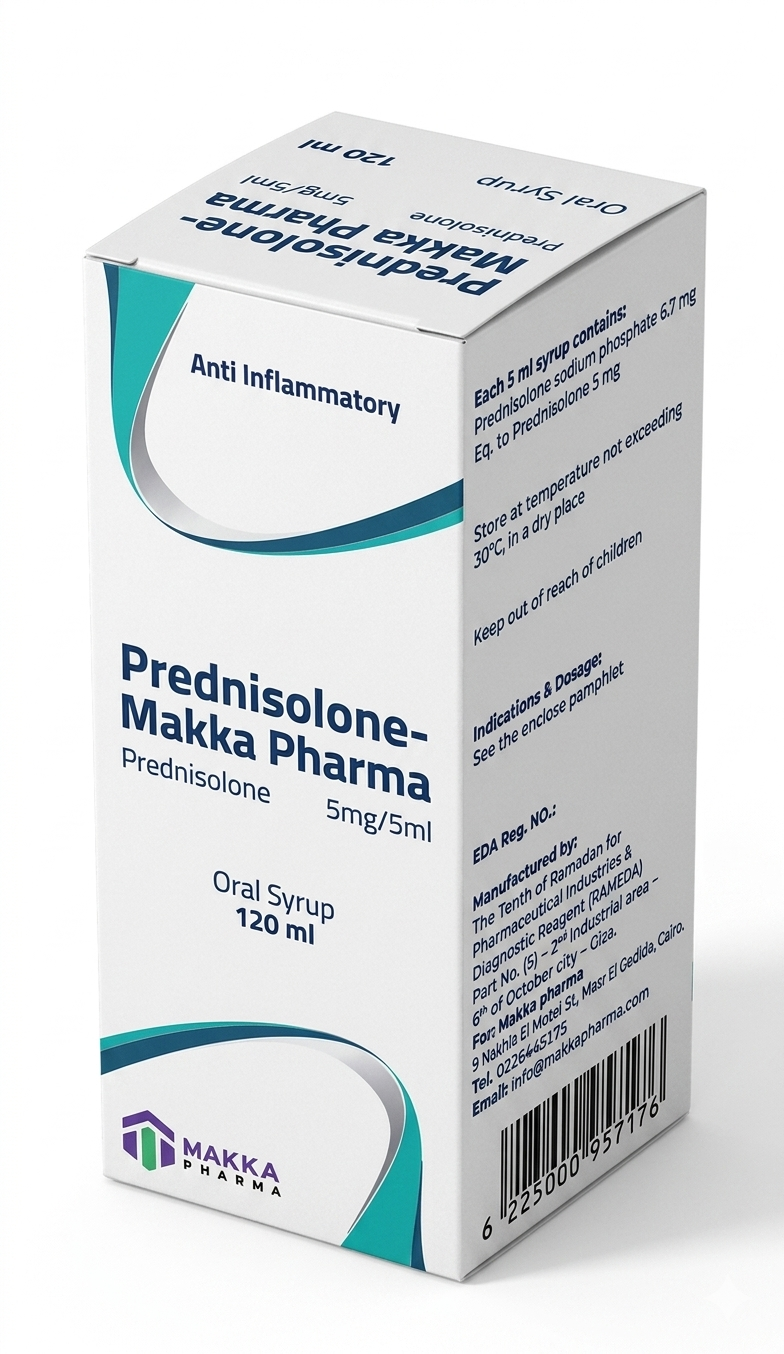 120 ml
Oral Syrup
5mg/5ml
prednisolone
prednisolone-
Makka Pharma
Anti Inflammatory
Prednisolone-
Makka Pharma
Prednisolone
5mg/5ml
Oral Syrup
120 ml
MAKKA
PHARMA
Each 5 ml syrup contains:
Prednisolone sodium phosphate 6.7 mg
Eq. to Prednisolone 5 mg
Store at temperature not exceeding
30°C, in a dry place
Keep out of reach of children
Indications & Dosage:
See the enclose pamphlet
EDA Reg. NO.:
Manufactured by:
The Tenth of Ramadan for
Pharmaceutical Industries &
Diagnostic Reagent (RAMEDA)
Part No. (5) – 2ⁿᵈ Industrial area –
6ᵗʰ of October city – Giza.
For: Makka pharma
9 Nakhla El Motei St, Masr El Gedida, Cairo.
Tel. 0226445175
Email: info@makkapharma.com
6 225000 957176